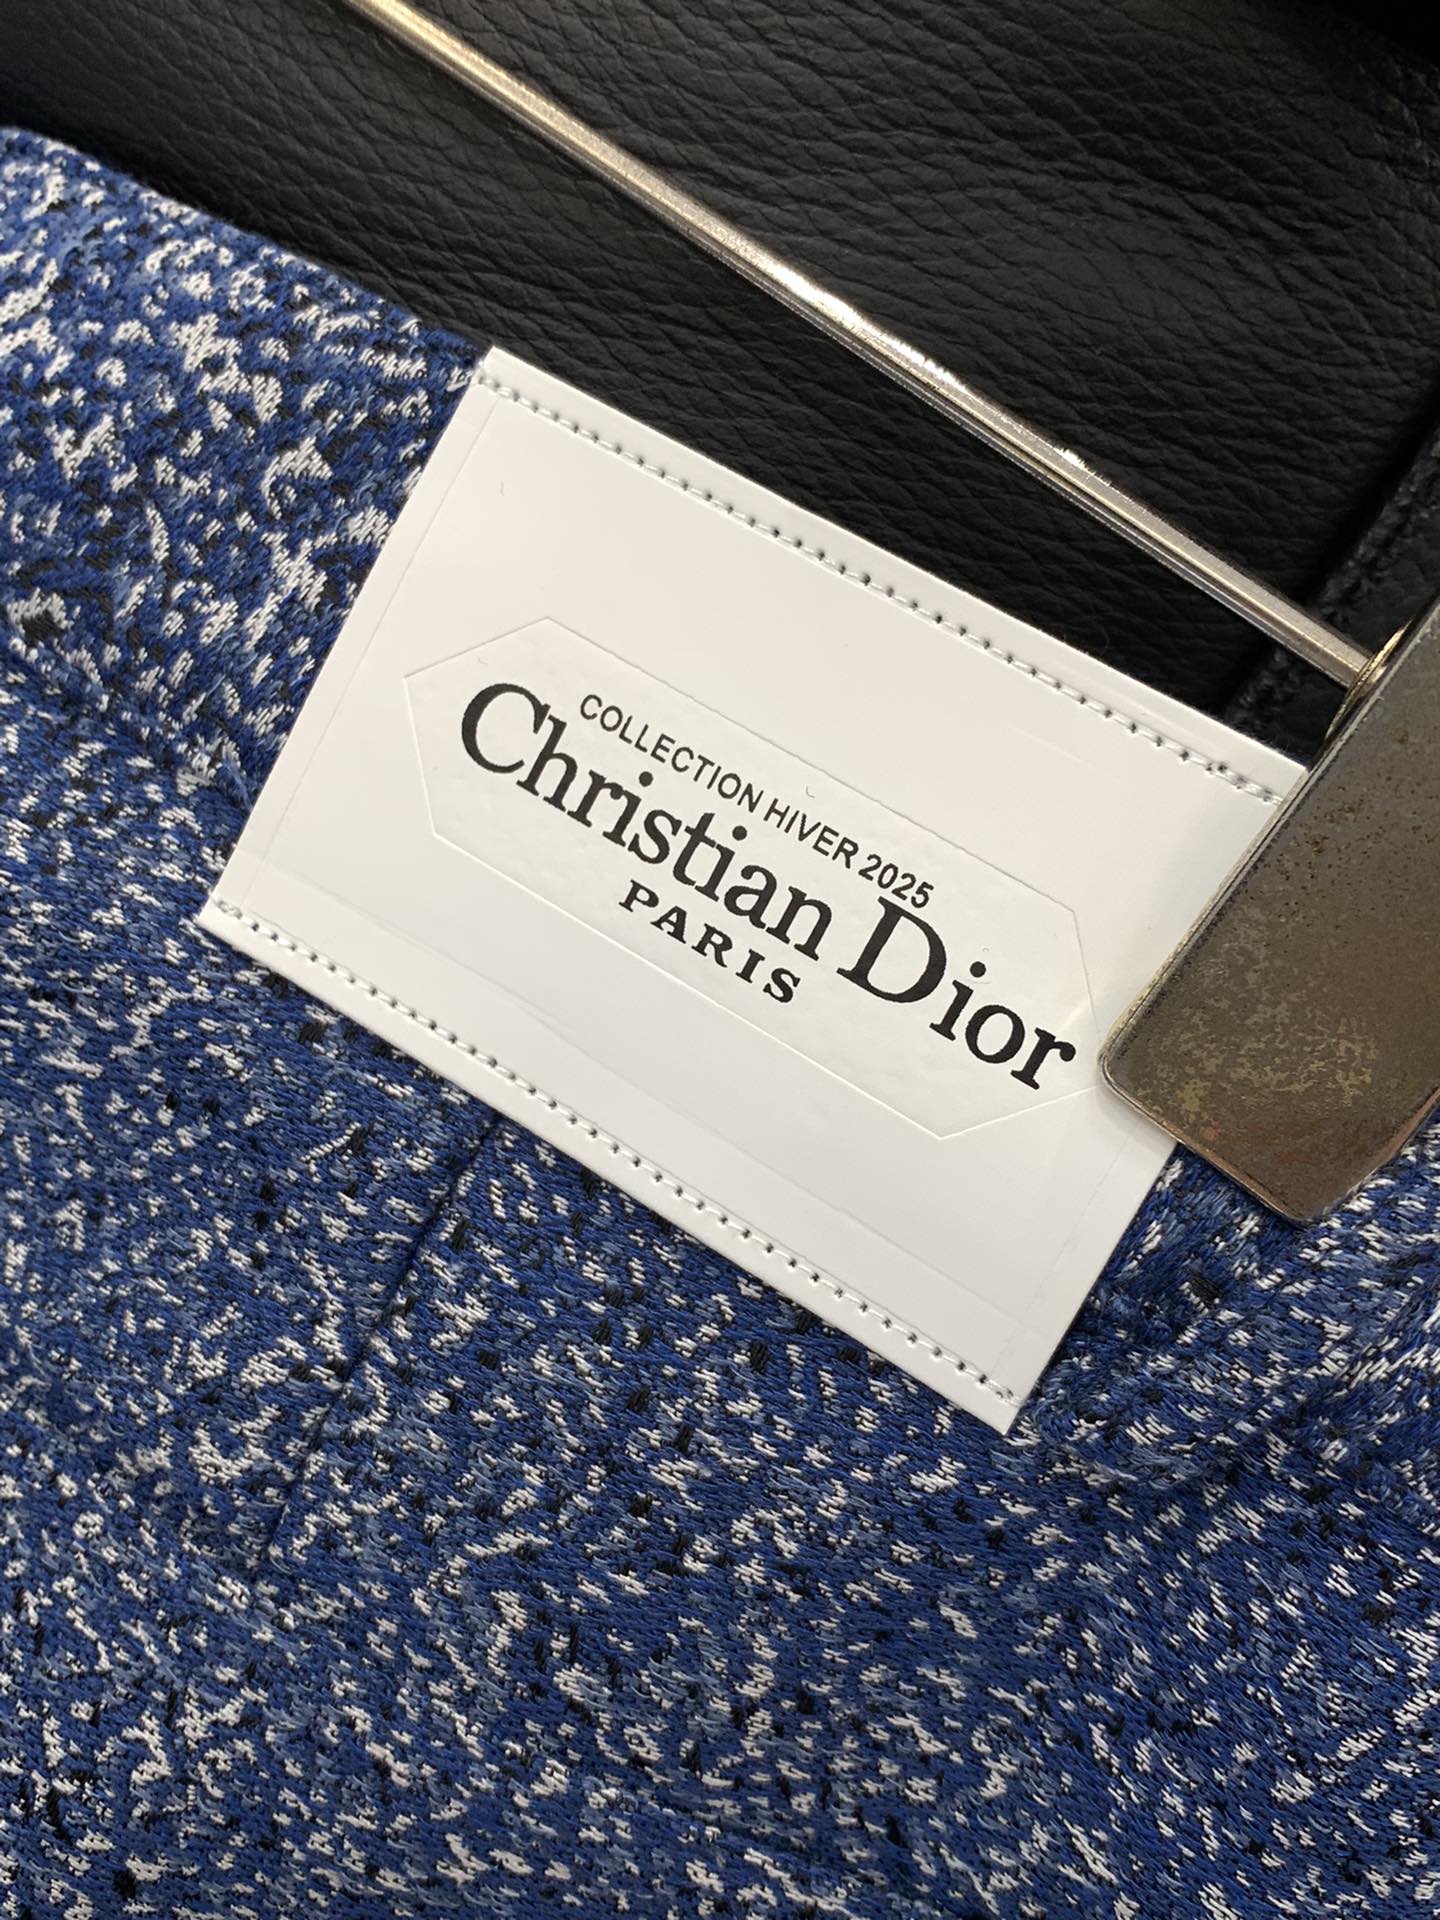 COLLECTION HIVER 2025
Christian Dior
PARIS